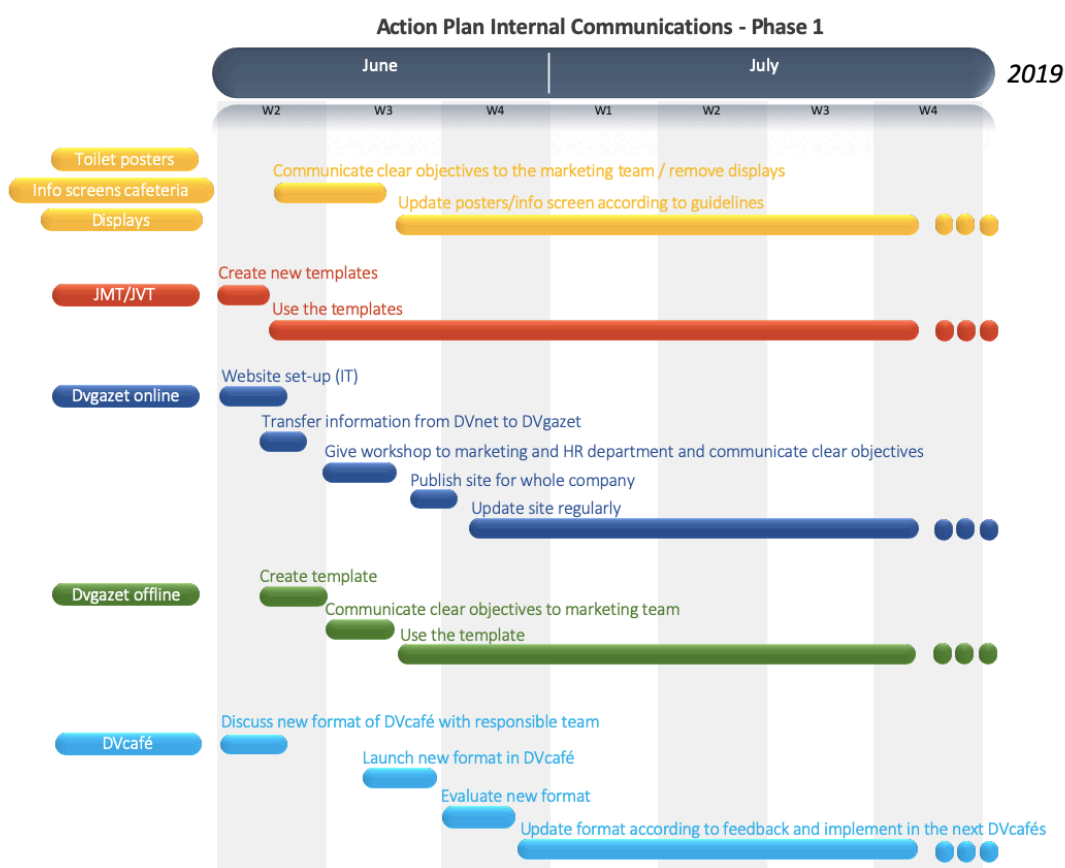 Action Plan Internal Communications - Phase 1
June
July
2019
W2
W3
W4
W1
W2
W3
W4
Toilet posters
Communicate clear objectives to the marketing team / remove displays
Info screens cafeteria
Update posters/info screen according to guidelines
Displays
Create new templates
JMT/JVT
Use the templates
Website set-up (IT)
Dvgazet online
Transfer information from DVnet to DVgazet
Give workshop to marketing and HR department and communicate clear objectives
Publish site for whole company
Update site regularly
Create template
Dvgazet offline
Communicate clear objectives to marketing team
Use the template
Discuss new format of DVcafé with responsible team
DVcafé
Launch new format in DVcafé
Evaluate new format
Update format according to feedback and implement in the next DVcafés